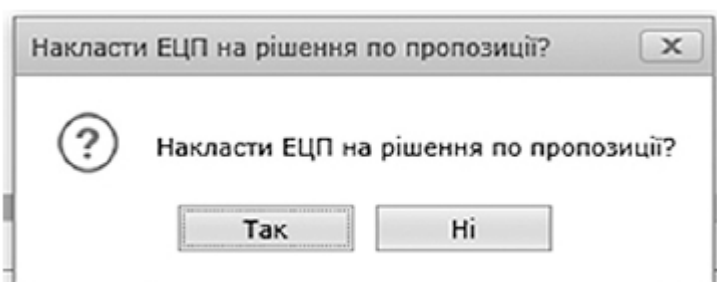 Накласти ЕЦП на рішення по пропозиції?
Накласти ЕЦП на рішення по пропозиції?
Так
Ні